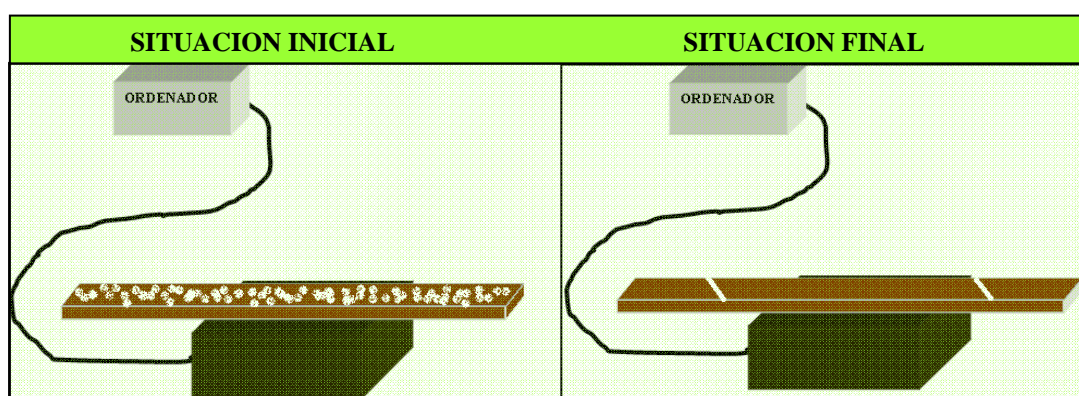 SITUACION INICIAL
SITUACION FINAL
ORDENADOR
ORDENADOR